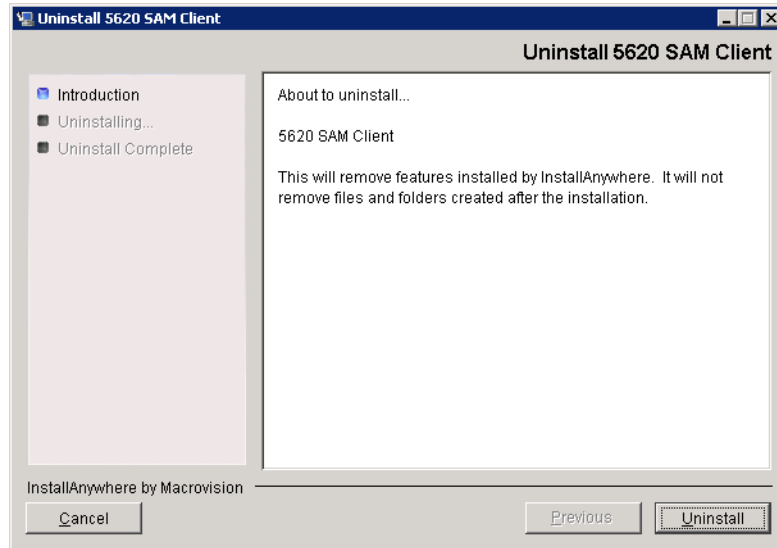 Uninstall 5620 SAM Client
Uninstall 5620 SAM Client
Introduction
Uninstalling...
Uninstall Complete
About to uninstall...
5620 SAM Client
This will remove features installed by InstallAnywhere.  It will not
remove files and folders created after the installation.
InstallAnywhere by Macrovision
Cancel
Previous
Uninstall